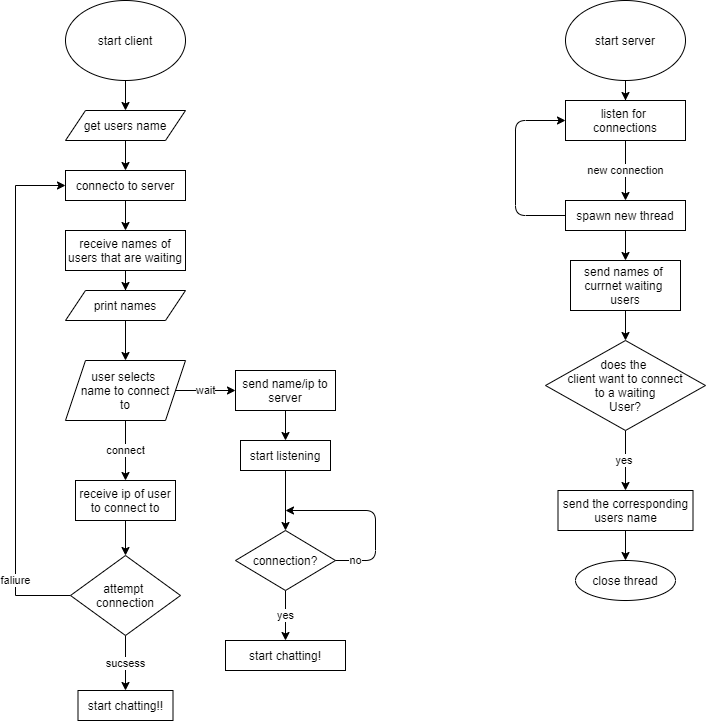 start client
get users name
connecto to server
receive names of
users that are waiting
print names
user selects
name to connect
to
wait
send name/ip to
server
connect
start listening
receive ip of user
to connect to
connection?
no
faliure
attempt
connection
yes
start chatting!
sucsess
start chatting!!
start server
listen for
connections
new connection
spawn new thread
send names of
currnet waiting
users
does the
client want to connect
to a waiting
User?
yes
send the corresponding
users name
close thread